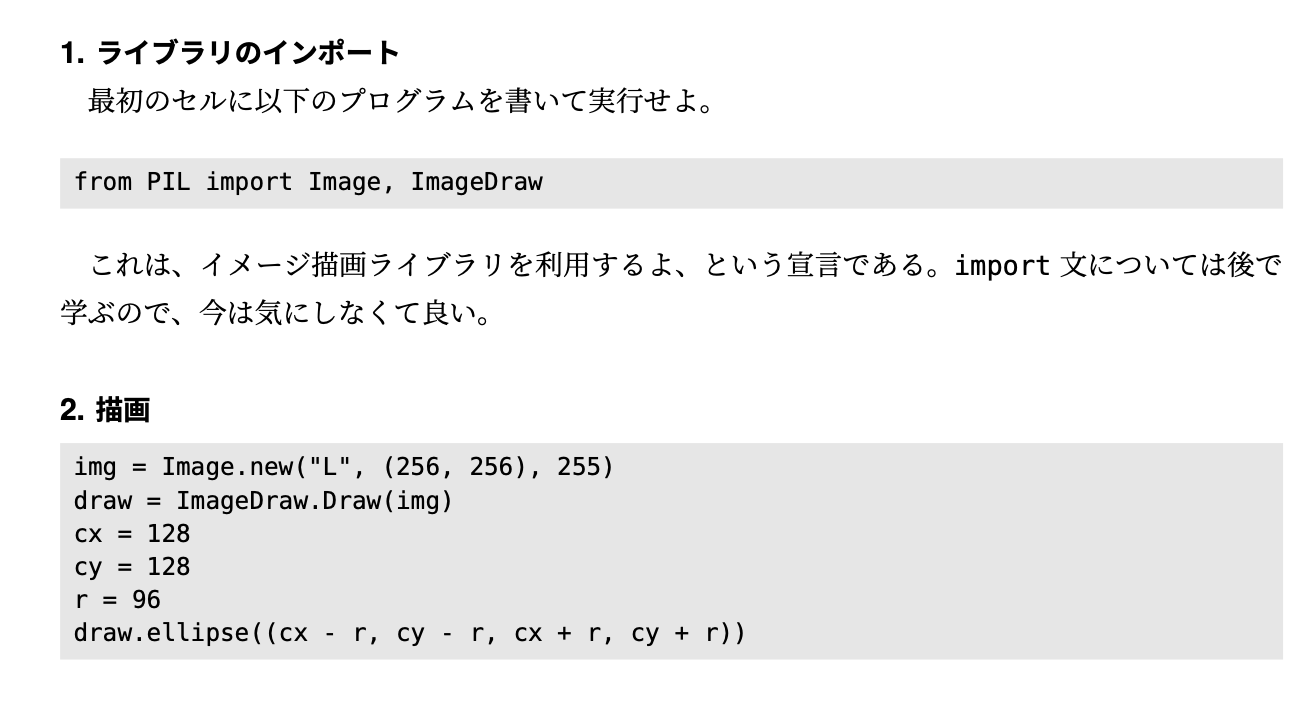 1. ライブラリのインポート
最初のセルに以下のプログラムを書いて実行せよ。
from PIL import Image, ImageDraw
これは、イメージ描画ライブラリを利用するよ、という宣言である。import 文については後で
学ぶので、今は気にしなくて良い。
2. 描画
img = Image.new("L", (256, 256), 255)
draw = ImageDraw.Draw(img)
cx = 128
cy = 128
r = 96
draw.ellipse((cx - r, cy - r, cx + r, cy + r))